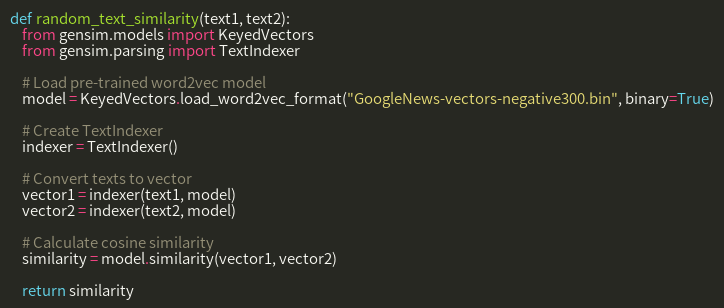 def random_text_similarity(text1, text2):
from gensim.models import KeyedVectors
from gensim.parsing import TextIndexer
# Load pre-trained word2vec model
model = KeyedVectors.load_word2vec_format("GoogleNews-vectors-negative300.bin", binary=True)
# Create TextIndexer
indexer = TextIndexer()
# Convert texts to vector
vector1 = indexer(text1, model)
vector2 = indexer(text2, model)
# Calculate cosine similarity
similarity = model.similarity(vector1, vector2)
return similarity